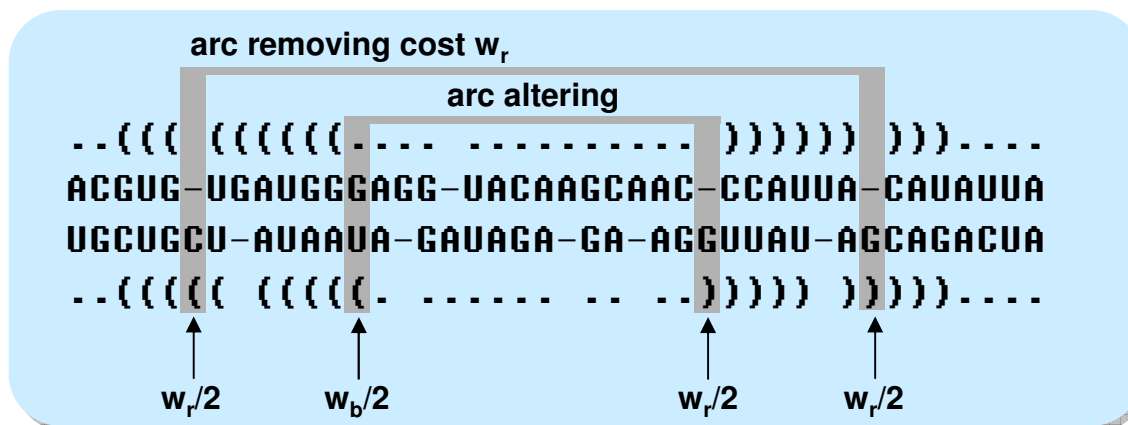 arc removing cost wᵣ
arc altering
..((( ((((((.... .......... )))))) )))....
ACGUG-UGAUGGGAGG-UACAAGCAAC-CCAUUA-CAUAUUA
UGCUGCU-AUAAUA-GAUAGA-GA-AGGUUAU-AGCAGACUA
..((((( (((((. ...... .. ..))))) )))))....
wᵣ/2 w_b/2 wᵣ/2 wᵣ/2